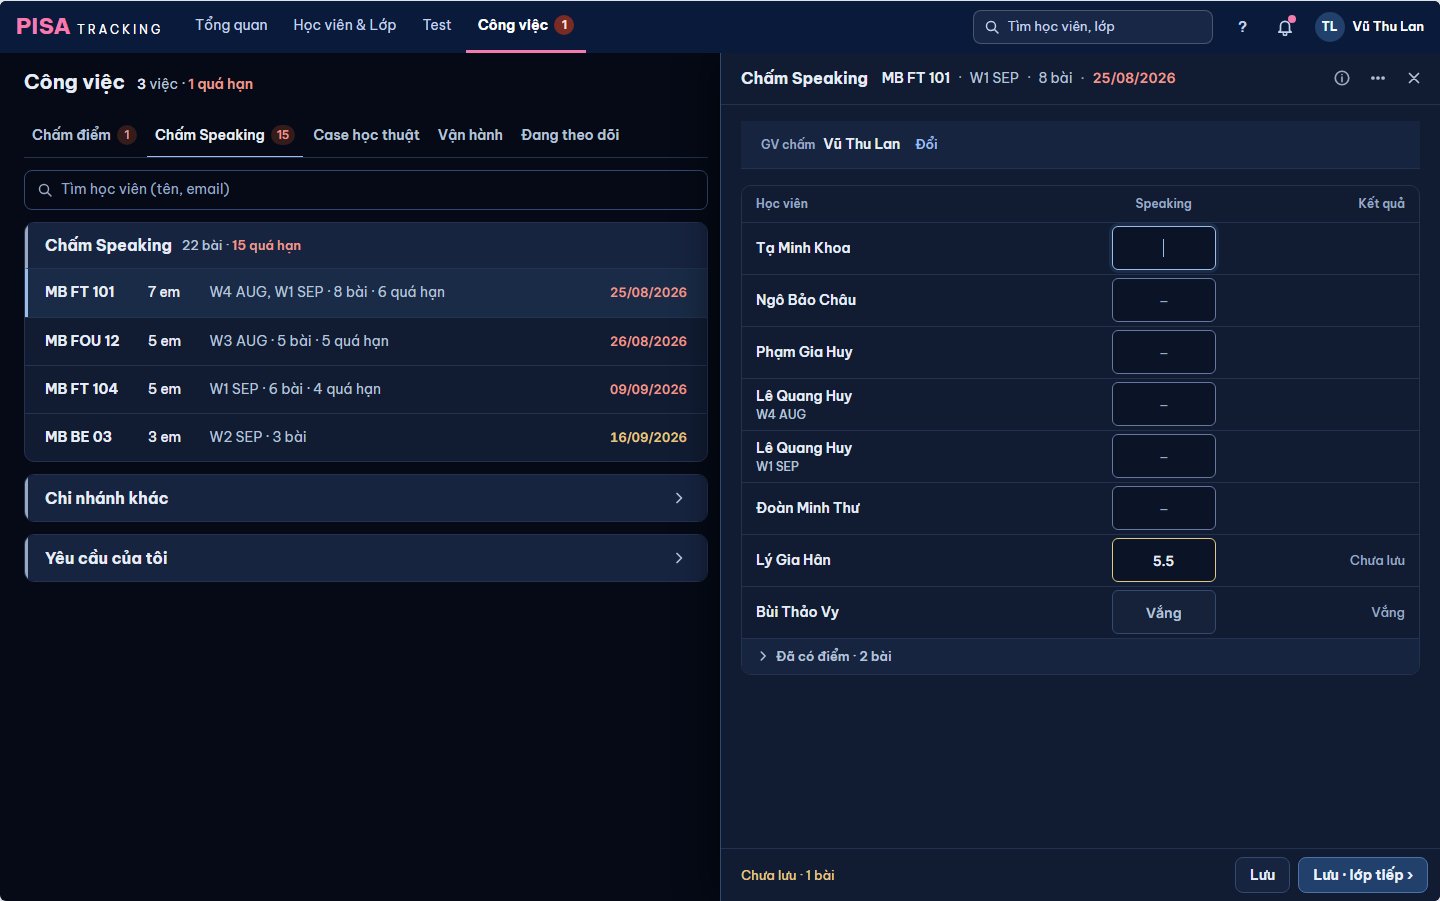 PISA TRACKING Tổng quan Học viên & Lớp Test Công việc 1 Tìm học viên, lớp ? TL Vũ Thu Lan
Công việc 3 việc · 1 quá hạn
Chấm điểm 1 Chấm Speaking 15 Case học thuật Vận hành Đang theo dõi
Tìm học viên (tên, email)
Chấm Speaking 22 bài · 15 quá hạn
MB FT 101 7 em W4 AUG, W1 SEP · 8 bài · 6 quá hạn 25/08/2026
MB FOU 12 5 em W3 AUG · 5 bài · 5 quá hạn 26/08/2026
MB FT 104 5 em W1 SEP · 6 bài · 4 quá hạn 09/09/2026
MB BE 03 3 em W2 SEP · 3 bài 16/09/2026
Chi nhánh khác
Yêu cầu của tôi
Chấm Speaking MB FT 101 · W1 SEP · 8 bài · 25/08/2026
GV chấm Vũ Thu Lan Đổi
Học viên Speaking Kết quả
Tạ Minh Khoa
Ngô Bảo Châu –
Phạm Gia Huy –
Lê Quang Huy –
W4 AUG
Lê Quang Huy –
W1 SEP
Đoàn Minh Thư –
Lý Gia Hân 5.5 Chưa lưu
Bùi Thảo Vy Vắng Vắng
Đã có điểm · 2 bài
Chưa lưu · 1 bài Lưu Lưu · lớp tiếp ›